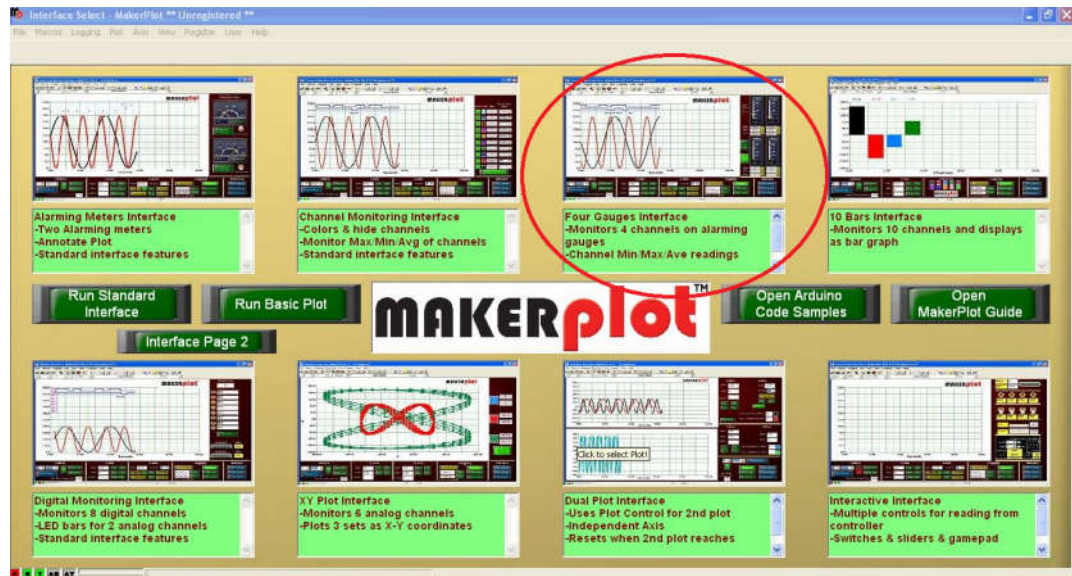 Interface Select - MakerPlot ** Unregistered **
File Macros Logging Plot Axis View Register User Help
Alarming Meters Interface
-Two Alarming meters
-Annotate Plot
-Standard interface features
Channel Monitoring Interface
-Colors & hide channels
-Monitor Max/Min/Avg of channels
-Standard interface features
Four Gauges Interface
-Monitors 4 channels on alarming
gauges
-Channel Min/Max/Ave readings
10 Bars Interface
-Monitors 10 channels and displays
as bar graph
Run Standard
Interface
Run Basic Plot
MAKERplot™
Open Arduino
Code Samples
Open
MakerPlot Guide
Interface Page 2
Click to select Plot!
Digital Monitoring Interface
-Monitors 8 digital channels
-LED bars for 2 analog channels
-Standard interface features
XY Plot Interface
-Monitors 6 analog channels
-Plots 3 sets as X-Y coordinates
Dual Plot Interface
-Uses Plot Control for 2nd plot
-Independent Axis
-Resets when 2nd plot reaches
Interactive Interface
-Multiple controls for reading from
controller
-Switches & sliders & gamepad